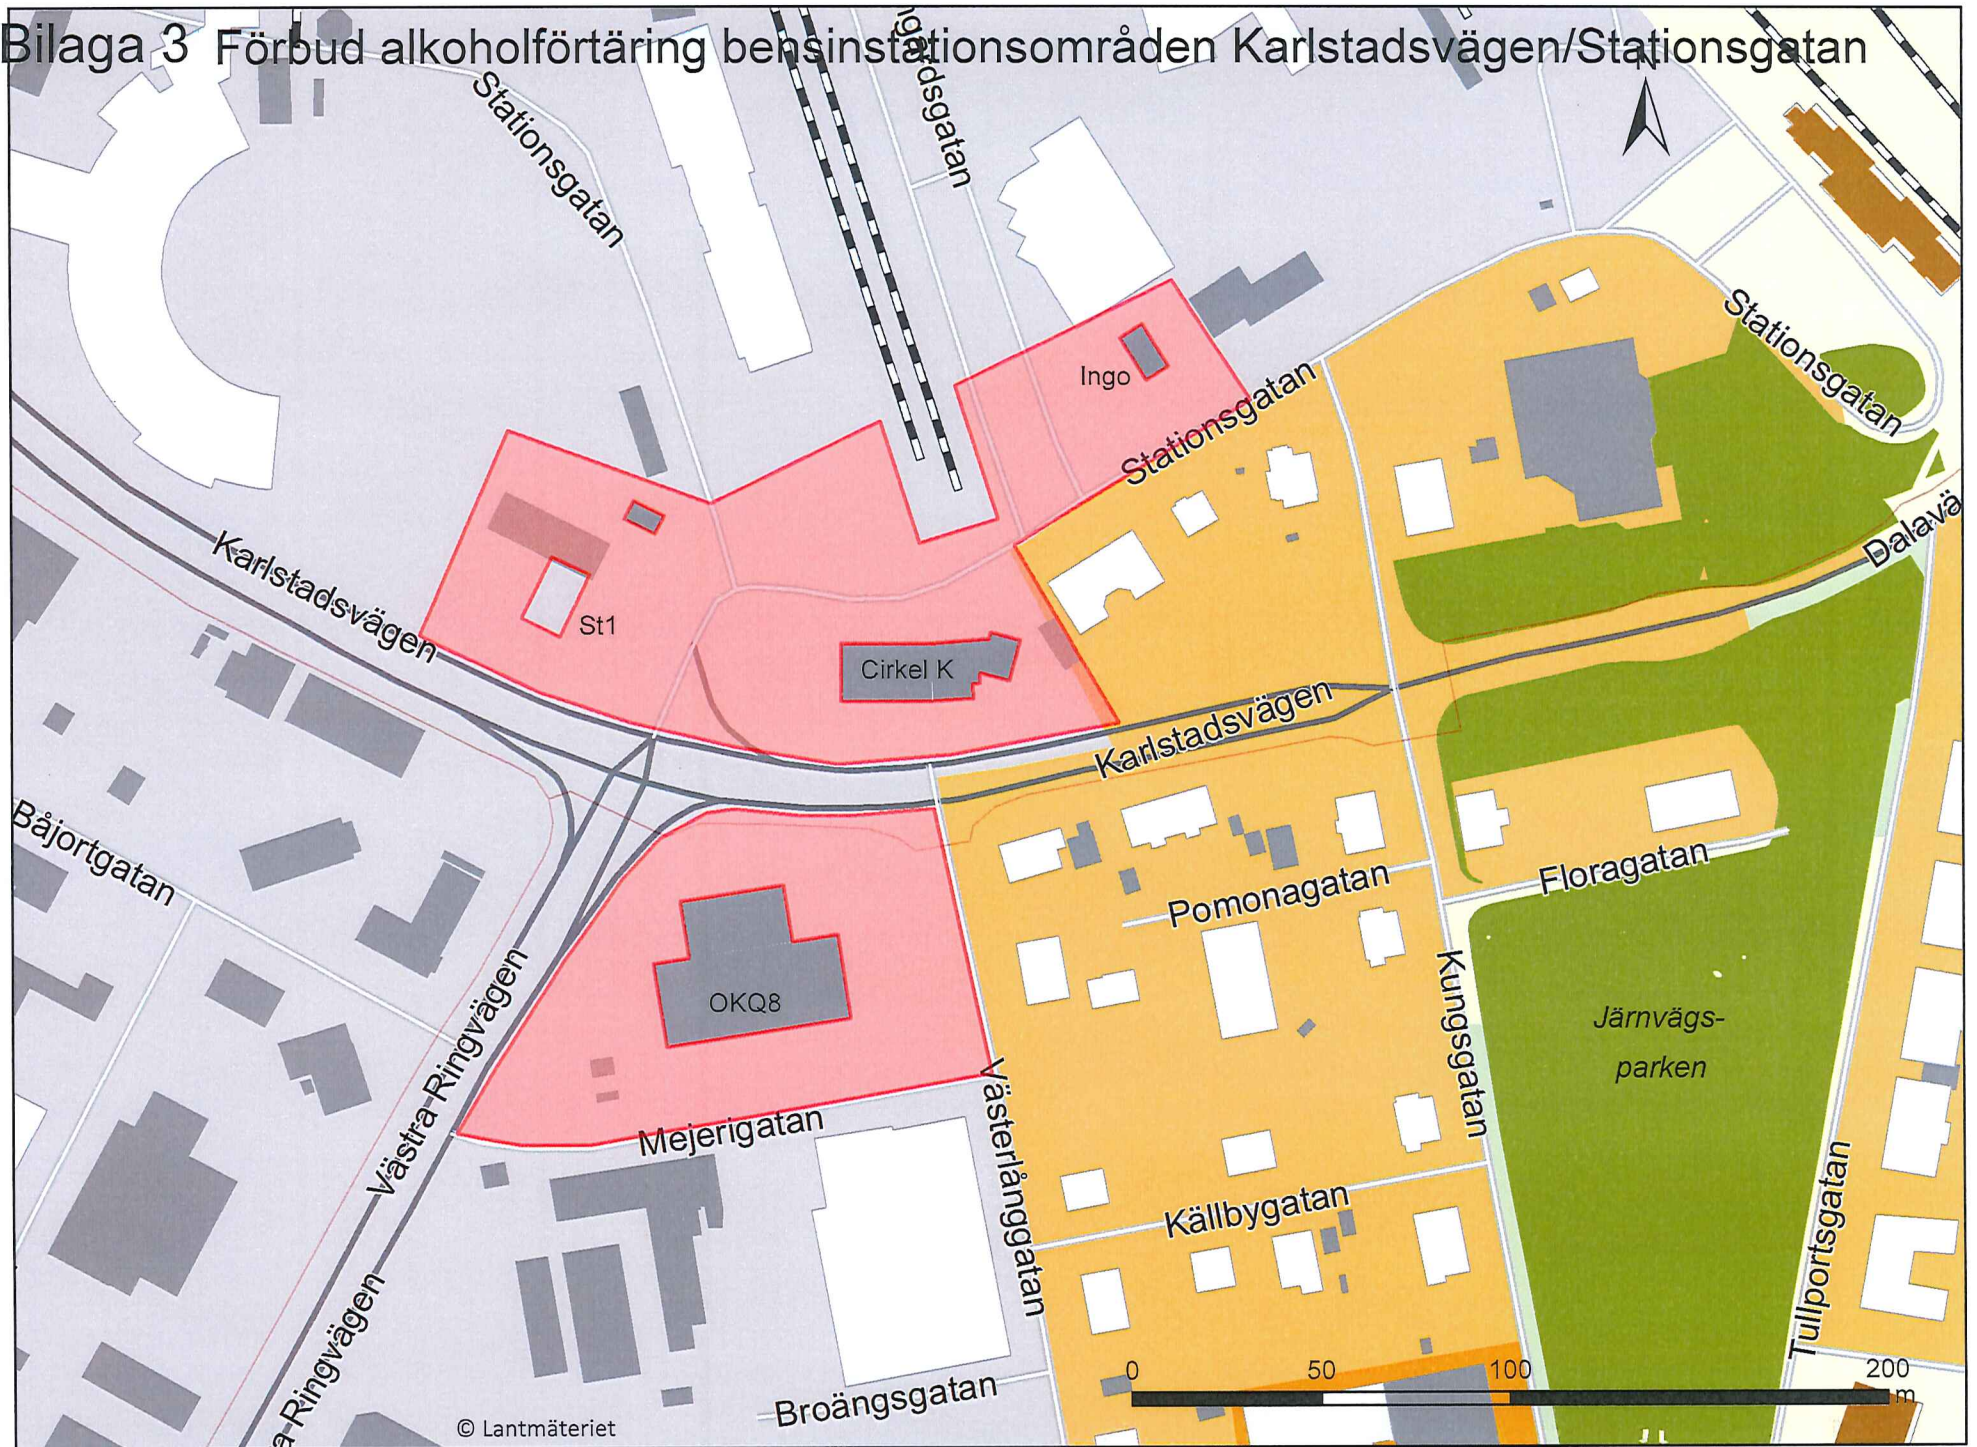 Bilaga 3 Förbud alkoholförtäring bensinstationsområden Karlstadsvägen/Stationsgatan
N
Stationsgatan
Stationsgatan
Ingo
Stationsgatan
Karlstadsvägen
St1
Cirkel K
Dalavä
Karlstadsvägen
Båjortgatan
Pomonagatan
Floragatan
OKQ8
Västra Ringvägen
Kungsgatan
Järnvägs-
parken
Mejerigatan
Västerlånggatan
Källbygatan
Tullportsgatan
a Ringvägen
Broängsgatan
0 50 100 200
m
© Lantmäteriet